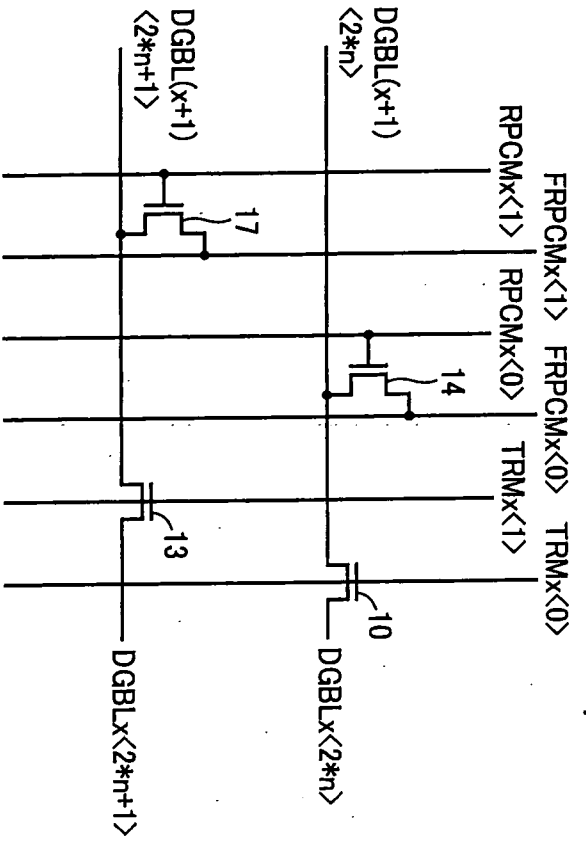 DGBL(x+1)
<2*n+1>
DGBL(x+1)
<2*n>
RPCMx<1>
FRPCMx<1>
RPCMx<0>
FRPCMx<0>
TRMx<1>
TRMx<0>
17
14
13
10
DGBLx<2*n+1>
DGBLx<2*n>